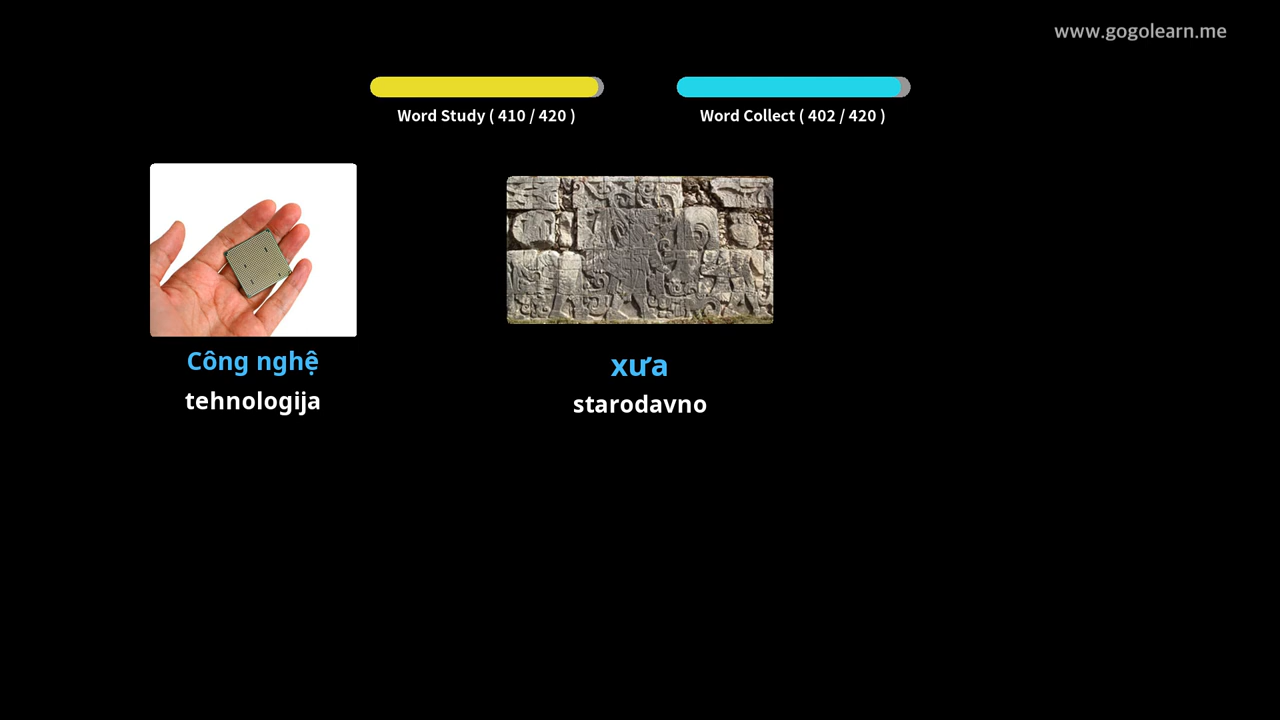 www.gogolearn.me
Word Study ( 410 / 420 )
Word Collect ( 402 / 420 )
Công nghệ
tehnologija
xưa
starodavno